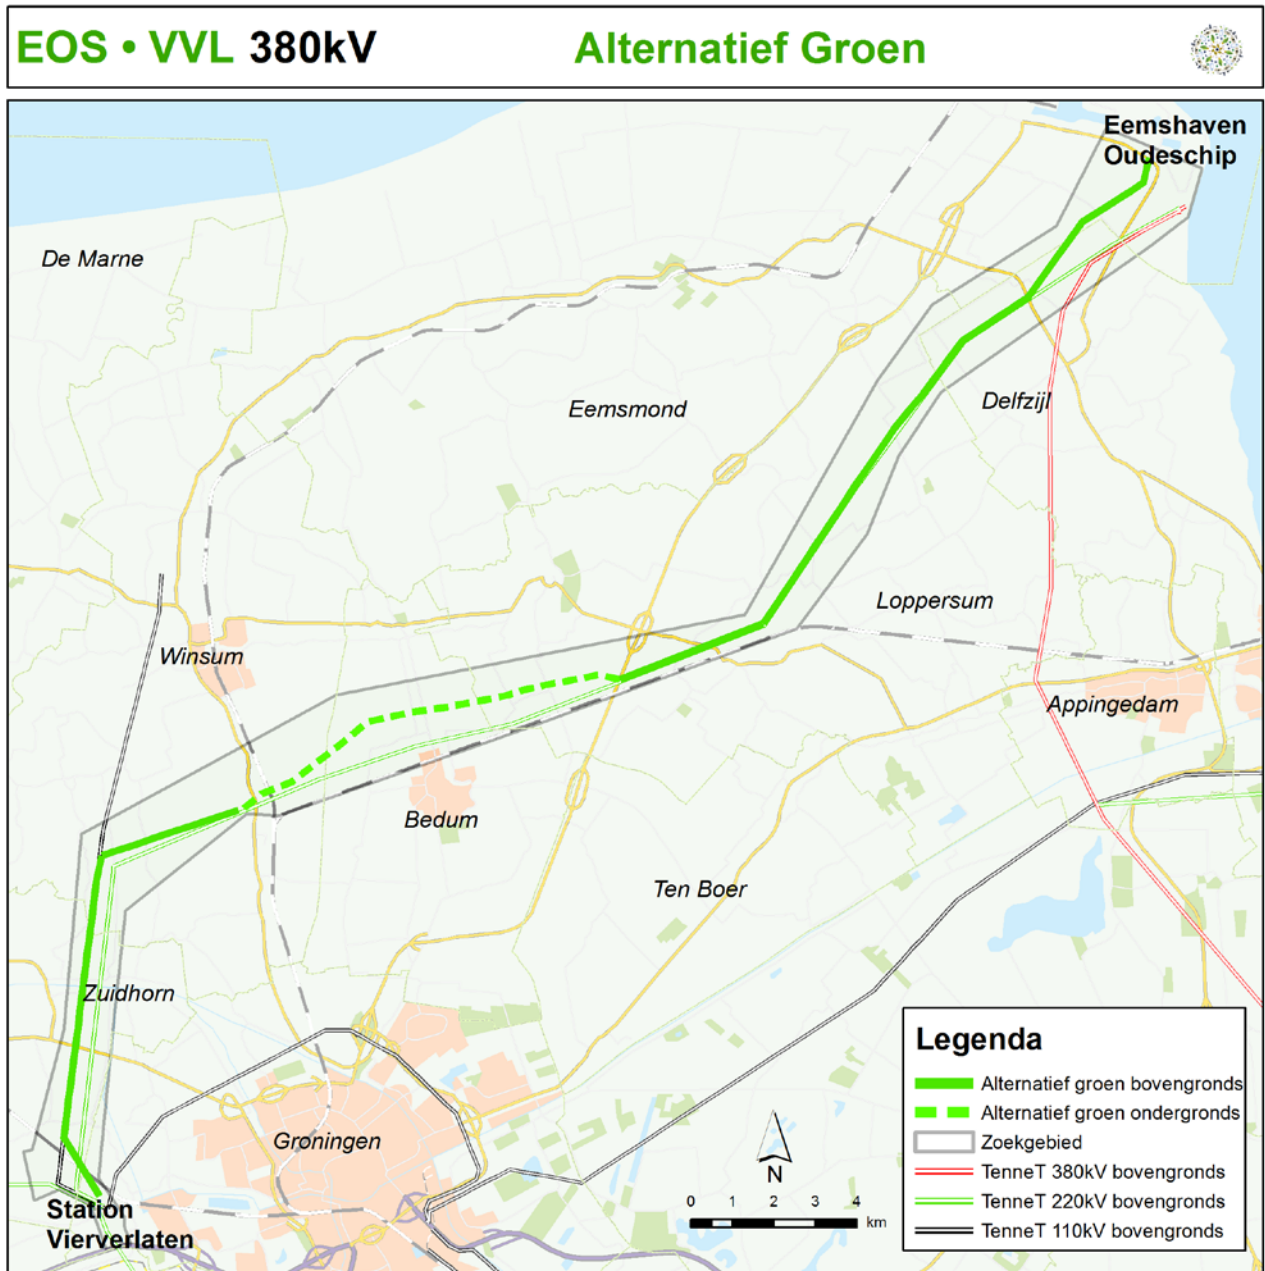 EOS • VVL 380kV
Alternatief Groen
Eemshaven
Oudeschip
De Marne
Eemsmond
Delfzijl
Loppersum
Winsum
Appingedam
Bedum
Ten Boer
Zuidhorn
Groningen
Station
Vierverlaten
N
0 1 2 3 4
km
Legenda
Alternatief groen bovengronds
Alternatief groen ondergronds
Zoekgebied
TenneT 380kV bovengronds
TenneT 220kV bovengronds
TenneT 110kV bovengronds